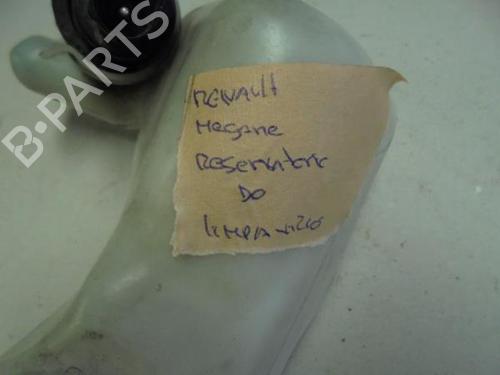 B-PARTS
RENAULT
Megane
Reservatorio
DO
limpa vidro